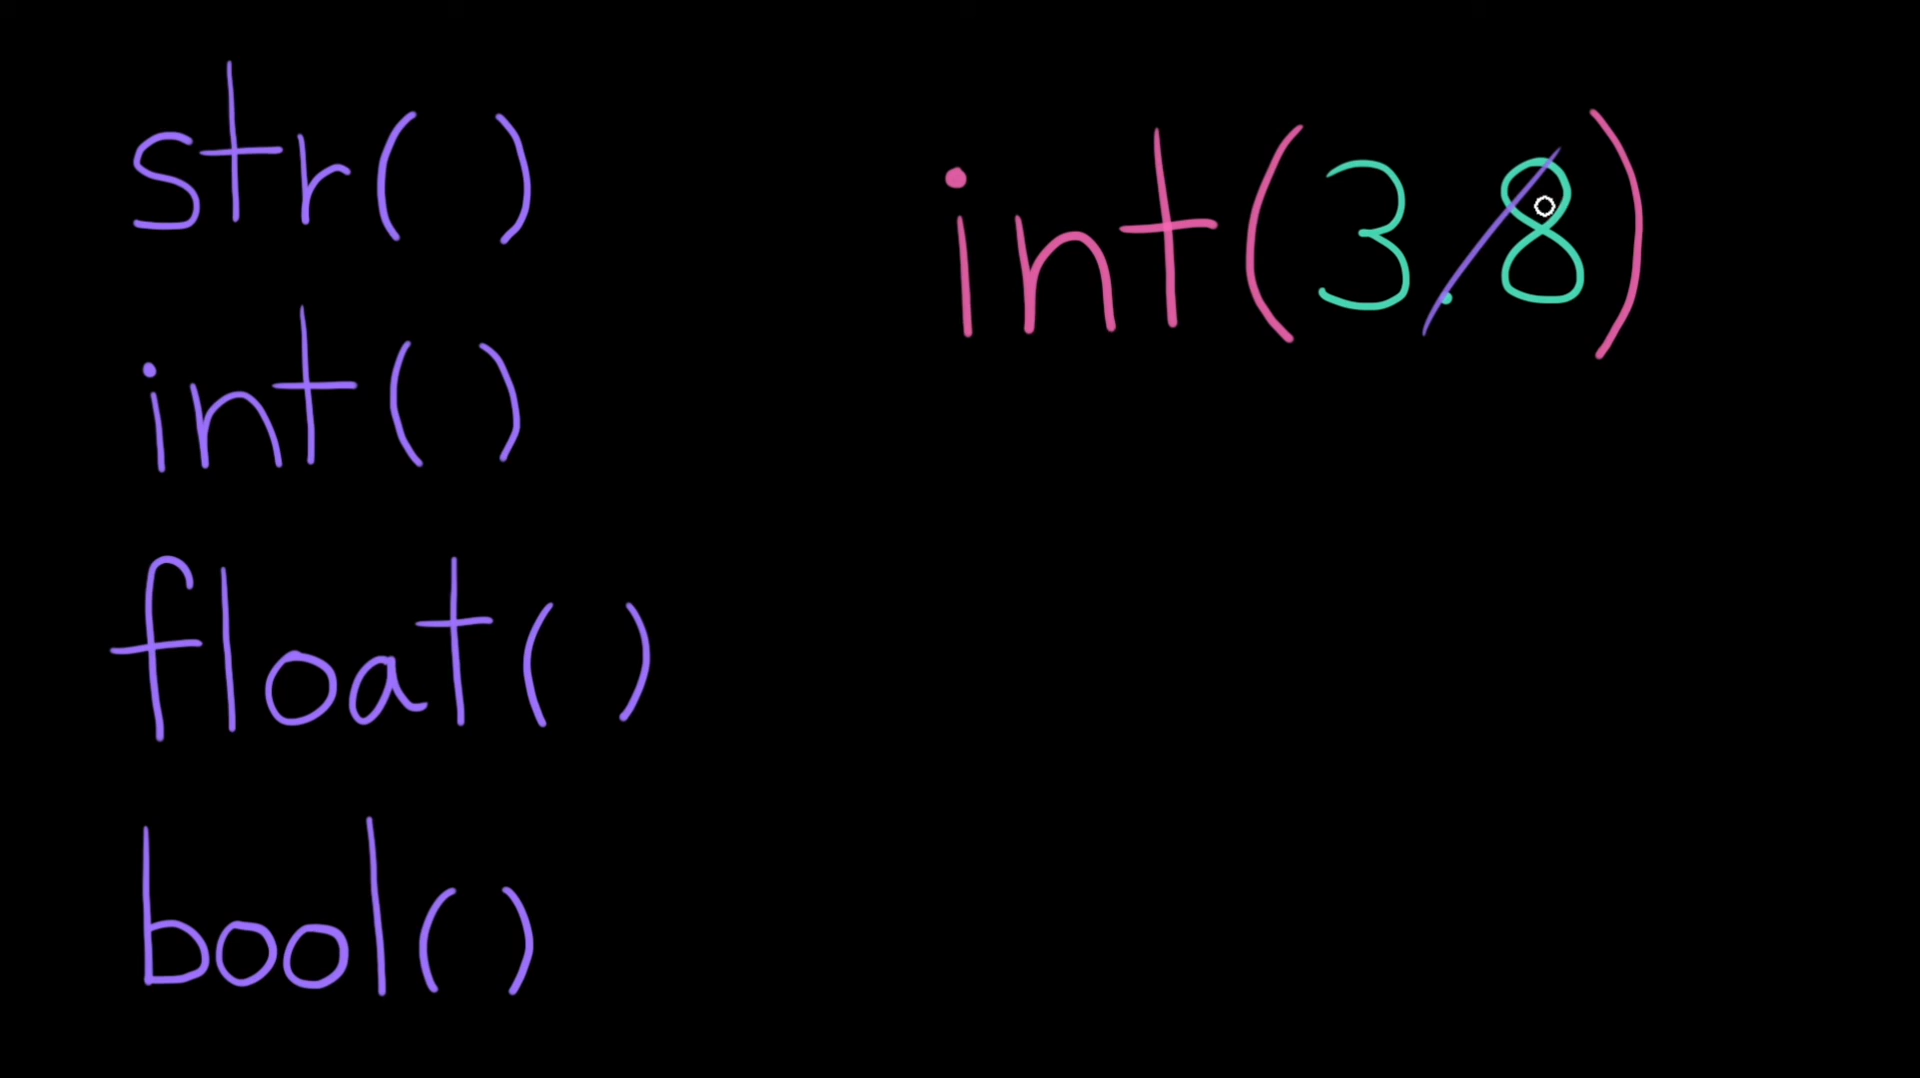 str( )
int( )
float( )
bool( )
int(3.8)